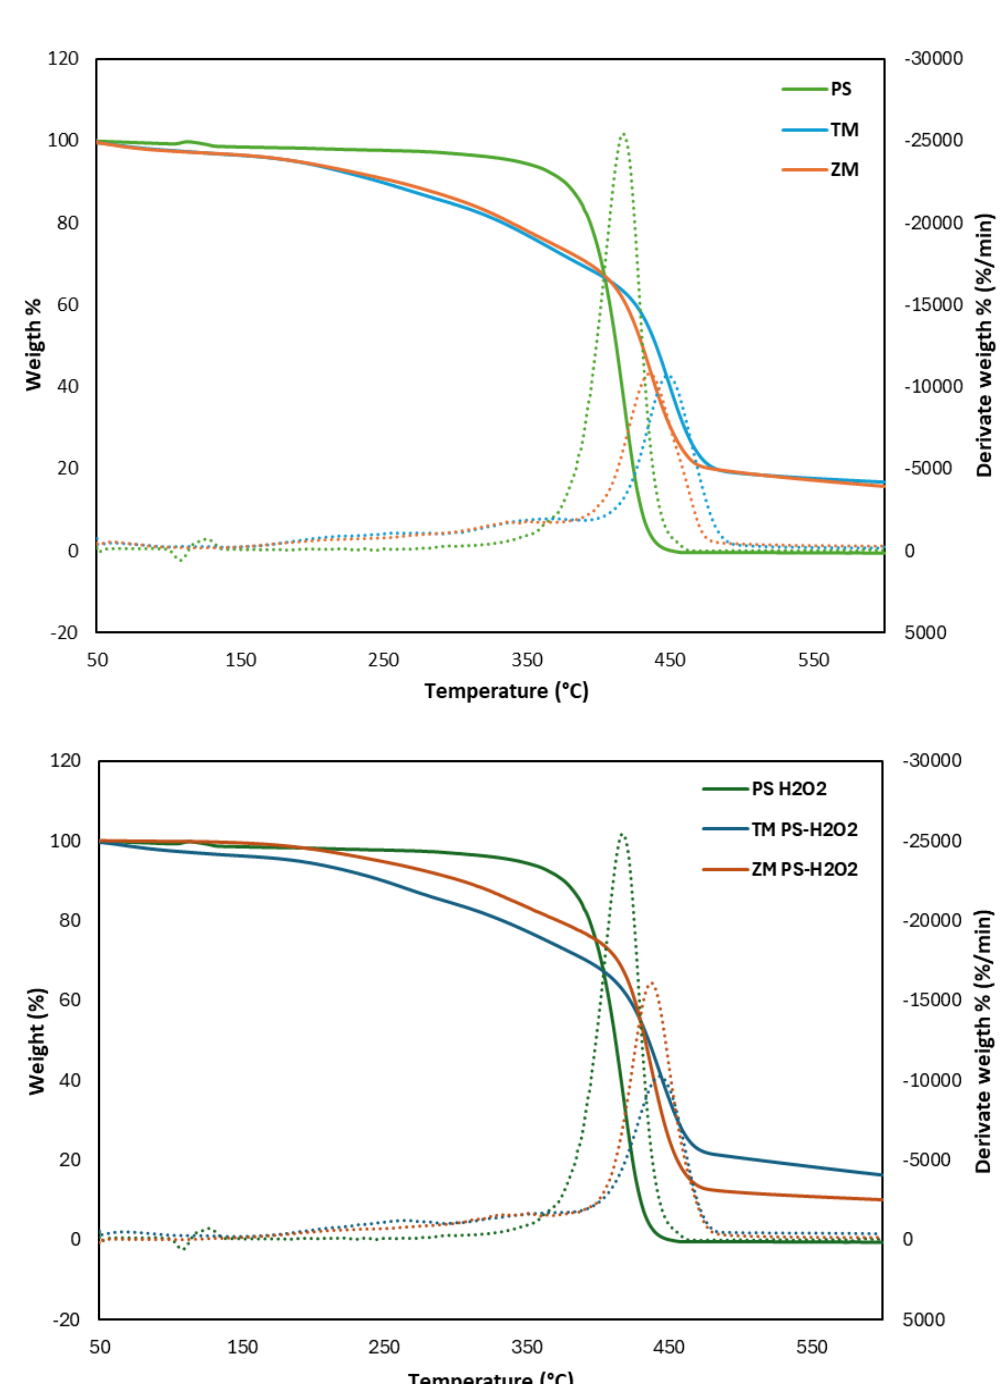 120
100
80
60
40
20
0
-20
Weigth %
-30000
-25000
-20000
-15000
-10000
-5000
0
5000
Derivate weigth % (%/min)
PS
TM
ZM
50 150 250 350 450 550
Temperature (°C)
120
100
80
60
40
20
0
-20
Weight (%)
-30000
-25000
-20000
-15000
-10000
-5000
0
5000
Derivate weigth % (%/min)
PS H2O2
TM PS-H2O2
ZM PS-H2O2
50 150 250 350 450 550
Temperature (°C)